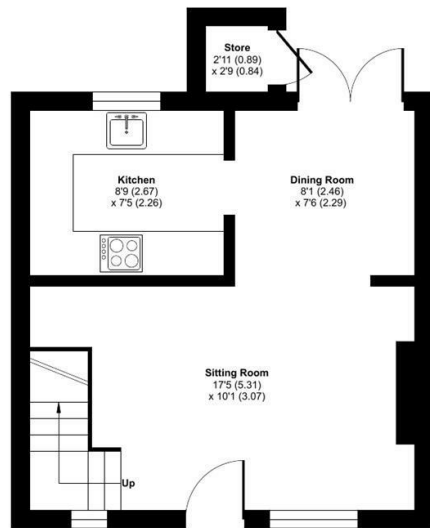 Store
2'11 (0.89)
x 2'9 (0.84)
Kitchen
8'9 (2.67)
x 7'5 (2.26)
Dining Room
8'1 (2.46)
x 7'6 (2.29)
Sitting Room
17'5 (5.31)
x 10'1 (3.07)
Up